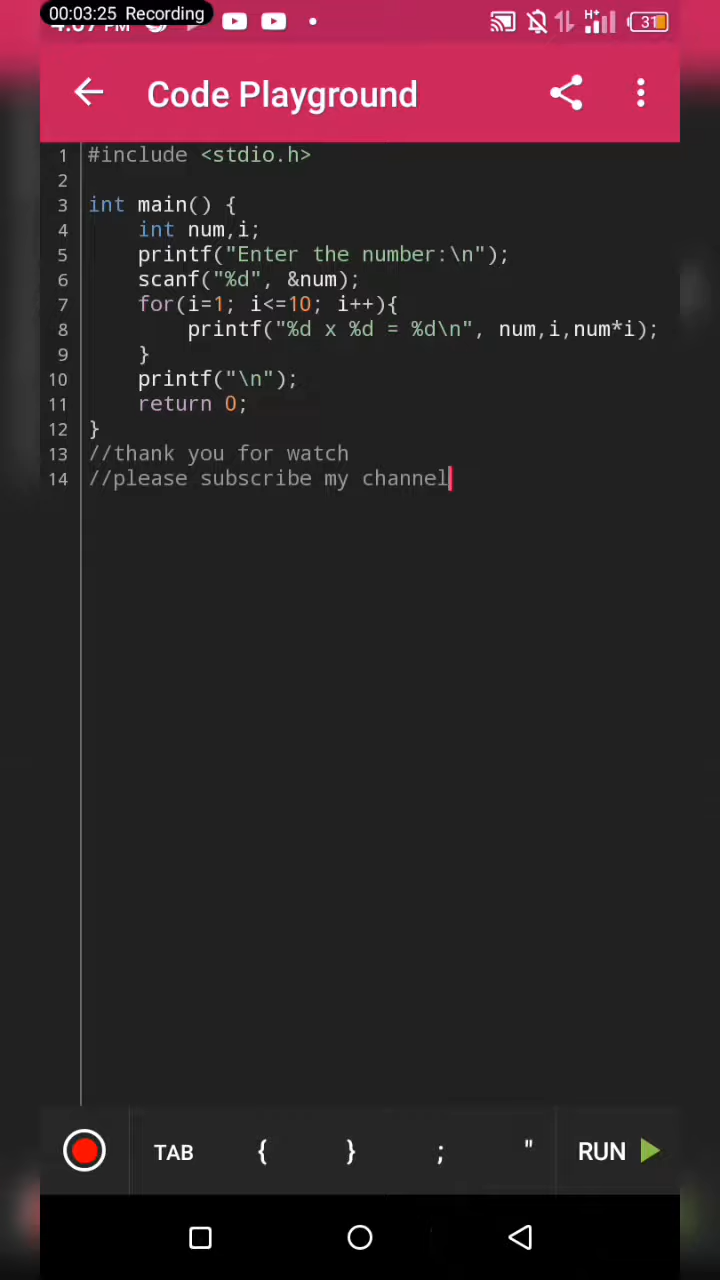 00:03:25 Recording
H+ 31
Code Playground
1 #include <stdio.h>
2
3 int main() {
4     int num,i;
5     printf("Enter the number:\n");
6     scanf("%d", &num);
7     for(i=1; i<=10; i++){
8         printf("%d x %d = %d\n", num,i,num*i);
9     }
10     printf("\n");
11     return 0;
12 }
13 //thank you for watch
14 //please subscribe my channel
TAB { } ; " RUN